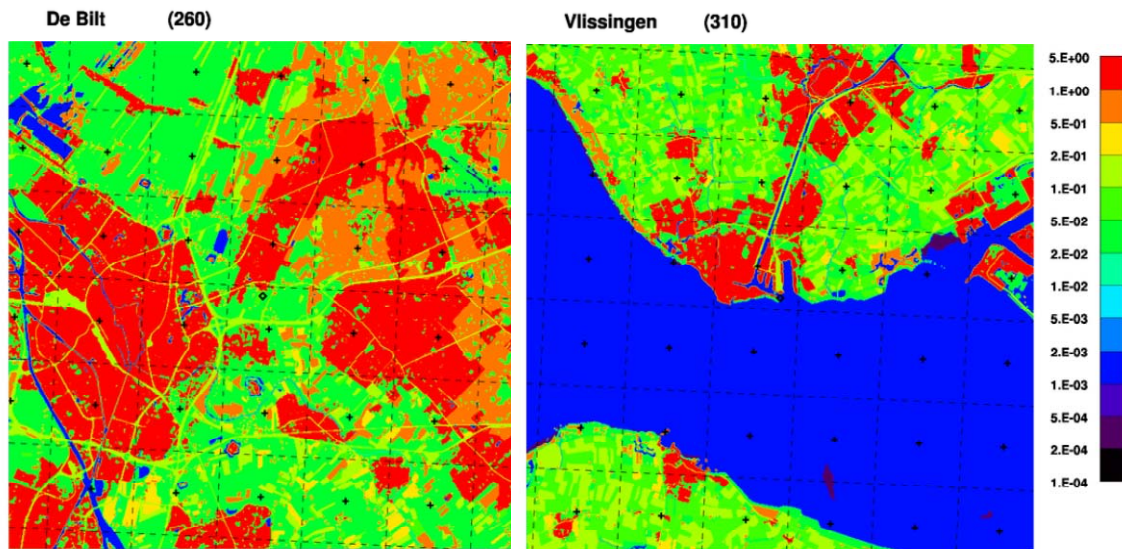 De Bilt (260)
Vlissingen (310)
5.E+00
1.E+00
5.E-01
2.E-01
1.E-01
5.E-02
2.E-02
1.E-02
5.E-03
2.E-03
1.E-03
5.E-04
2.E-04
1.E-04